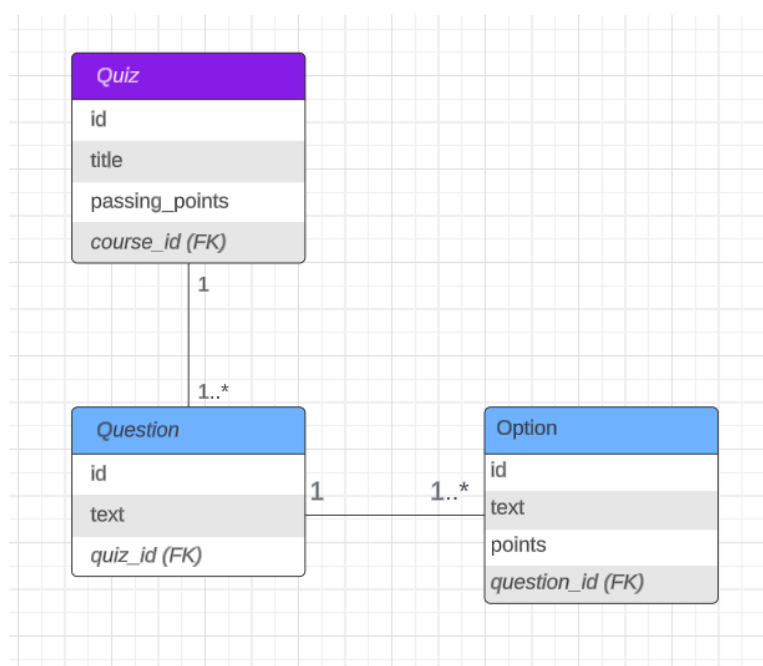 Quiz
id
title
passing_points
course_id (FK)
1
1..*
Question
id
text
quiz_id (FK)
1
1..*
Option
id
text
points
question_id (FK)